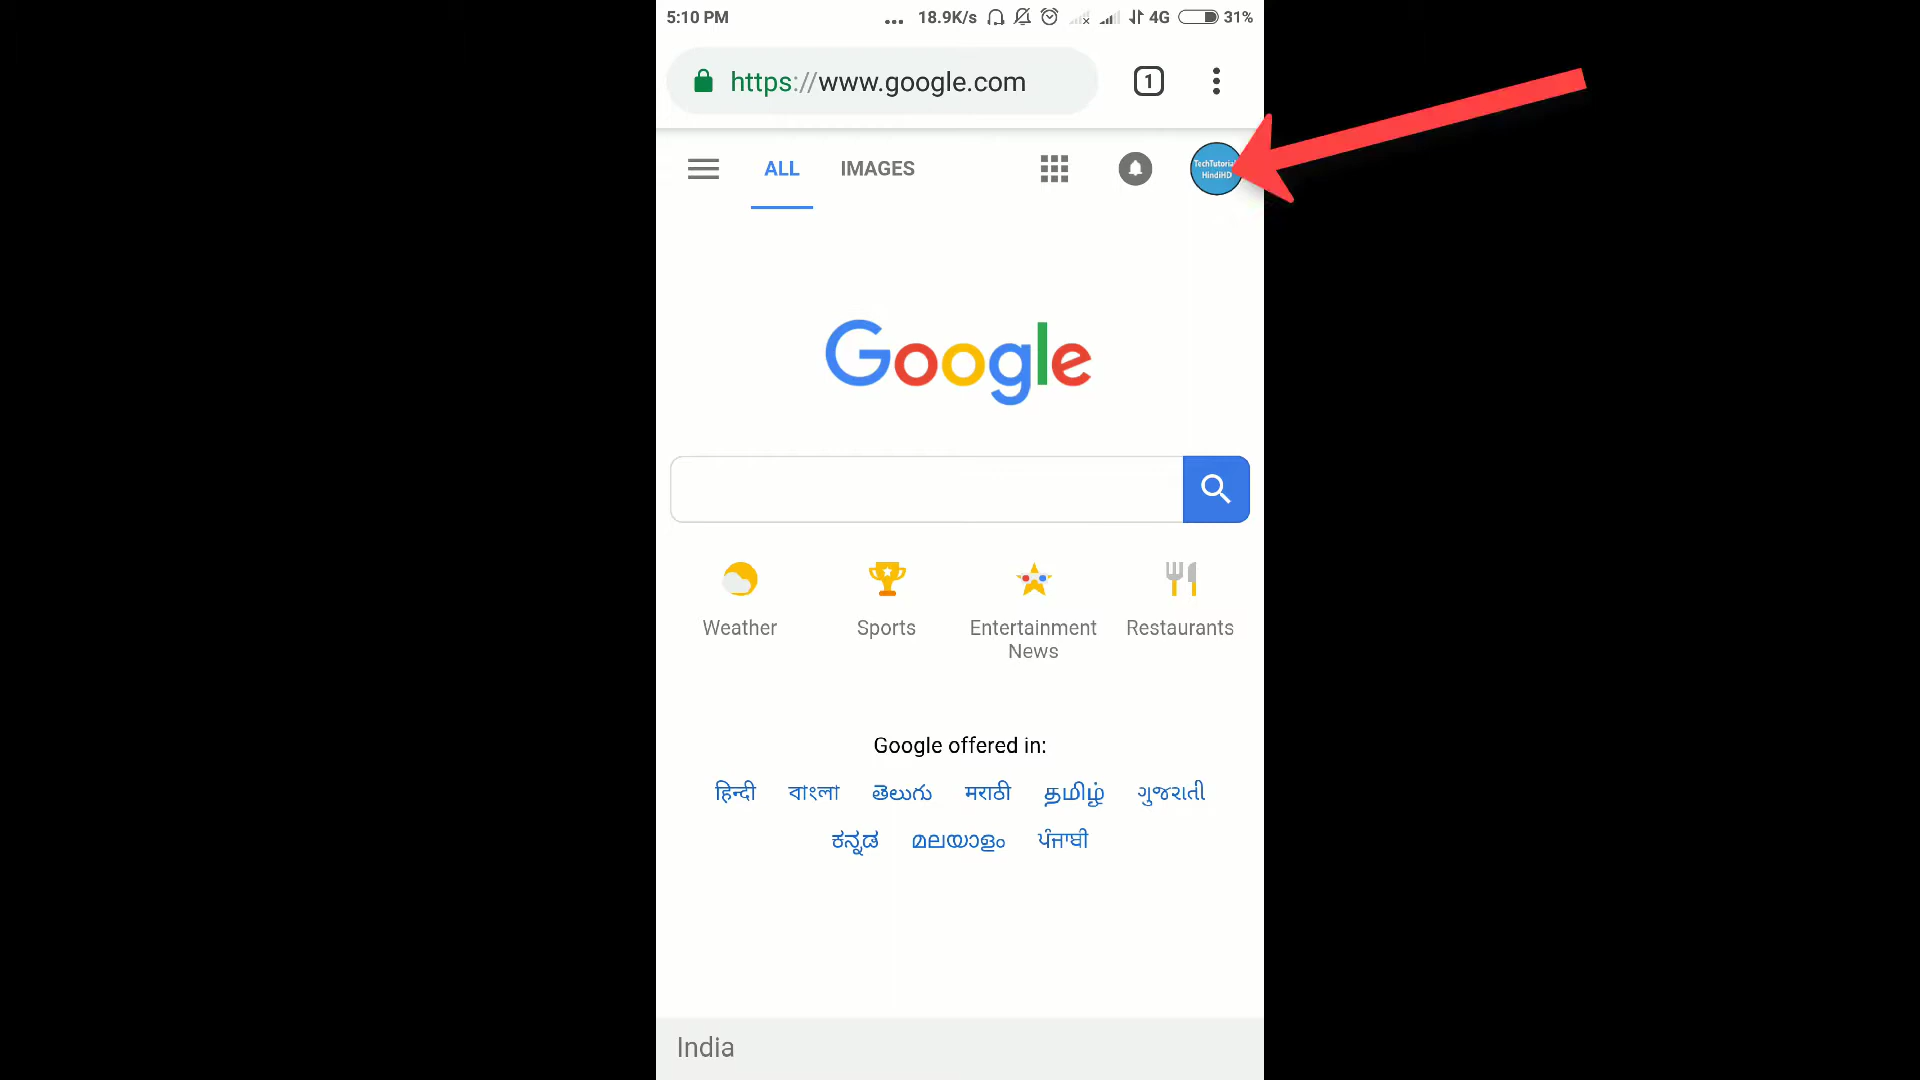 5:10 PM ... 18.9K/s 4G 31%
https://www.google.com 1
ALL IMAGES TechTutorial
HindiHD
Google
Weather Sports Entertainment Restaurants
News
Google offered in:
हिन्दी বাংলা తెలుగు मराठी தமிழ் ગુજરાતી
ಕನ್ನಡ മലയാളം ਪੰਜਾਬੀ
India